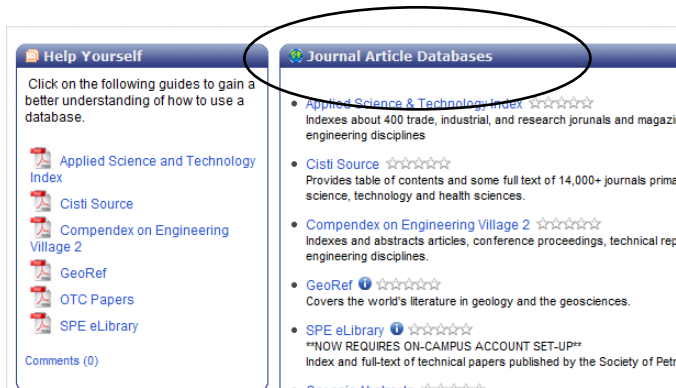 Help Yourself
Click on the following guides to gain a
better understanding of how to use a
database.
Applied Science and Technology
Index
Cisti Source
Compendex on Engineering
Village 2
GeoRef
OTC Papers
SPE eLibrary
Comments (0)
Journal Article Databases
Applied Science & Technology Index
Indexes about 400 trade, industrial, and research jorunals and magazi
engineering disciplines
Cisti Source
Provides table of contents and some full text of 14,000+ journals prima
science, technology and health sciences.
Compendex on Engineering Village 2
Indexes and abstracts articles, conference proceedings, technical rep
engineering disciplines.
GeoRef
Covers the world's literature in geology and the geosciences.
SPE eLibrary
**NOW REQUIRES ON-CAMPUS ACCOUNT SET-UP**
Index and full-text of technical papers published by the Society of Petr